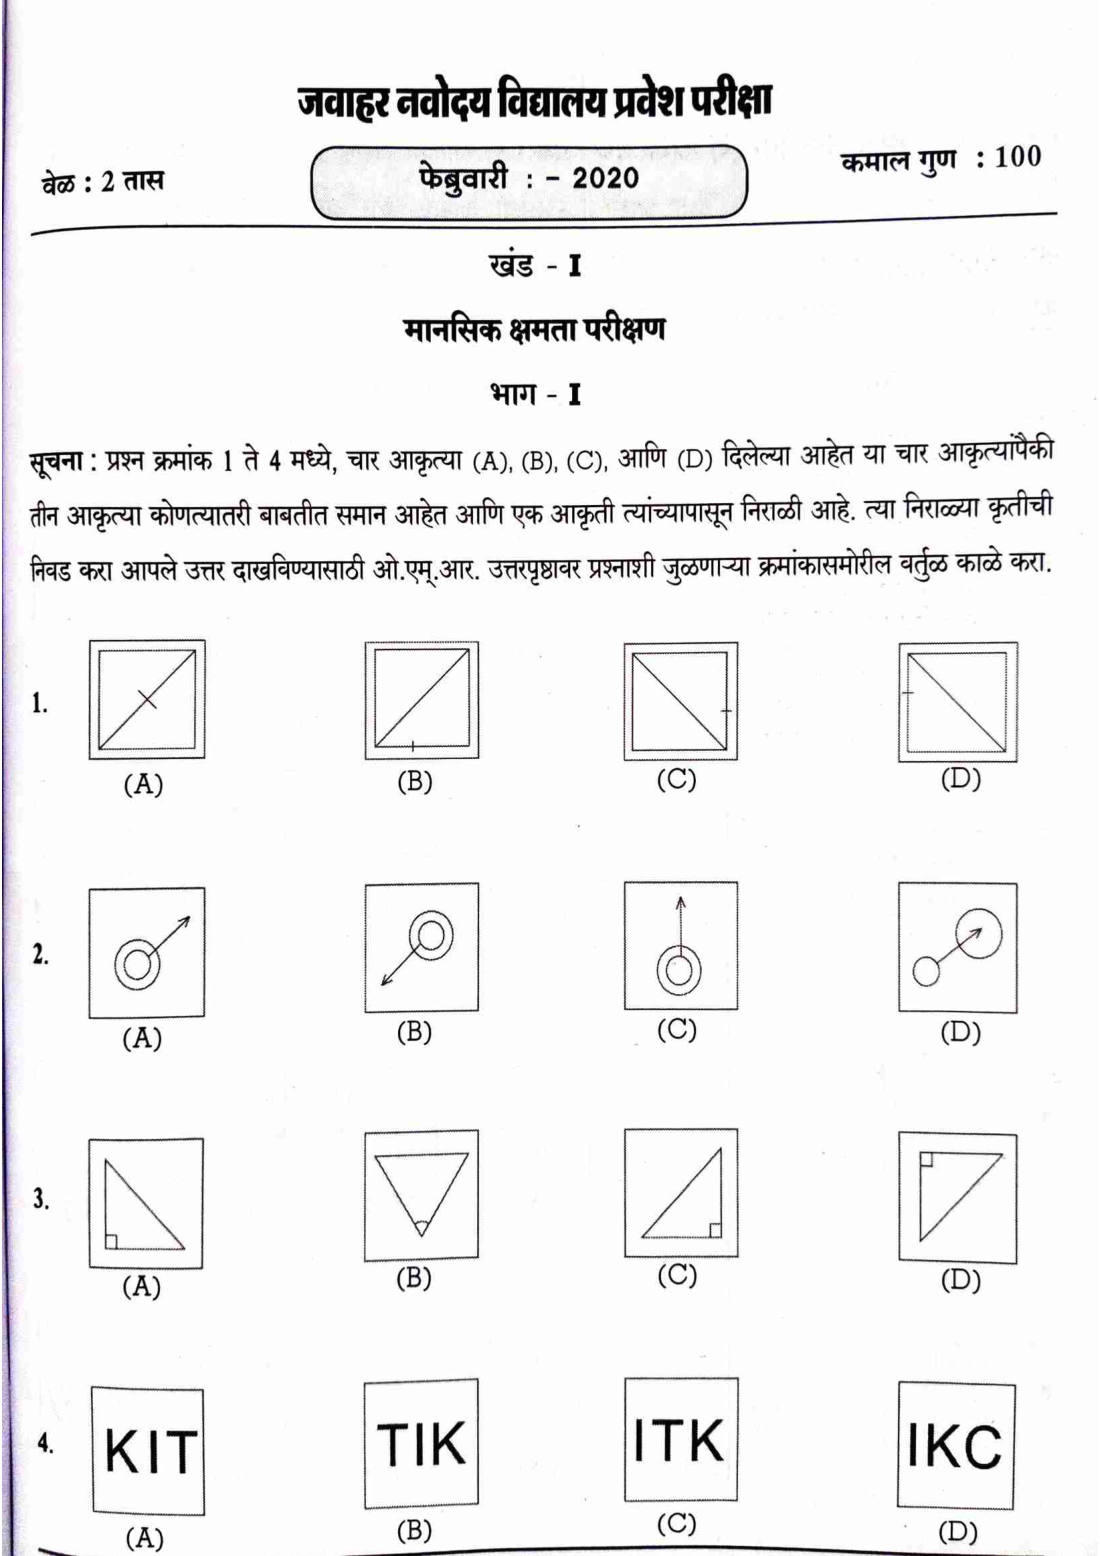 जवाहर नवोदय विद्यालय प्रवेश परीक्षा
वेळ : 2 तास
फेब्रुवारी : - 2020
कमाल गुण : 100
खंड - I
मानसिक क्षमता परीक्षण
भाग - I
सूचना : प्रश्न क्रमांक 1 ते 4 मध्ये, चार आकृत्या (A), (B), (C), आणि (D) दिलेल्या आहेत या चार आकृत्यांपैकी
तीन आकृत्या कोणत्यातरी बाबतीत समान आहेत आणि एक आकृती त्यांच्यापासून निराळी आहे. त्या निराळ्या कृतीची
निवड करा आपले उत्तर दाखविण्यासाठी ओ.एम्.आर. उत्तरपृष्ठावर प्रश्नाशी जुळणाऱ्या क्रमांकासमोरील वर्तुळ काळे करा.
1.
(A) (B) (C) (D)
2.
(A) (B) (C) (D)
3.
(A) (B) (C) (D)
4. KIT TIK ITK IKC
(A) (B) (C) (D)